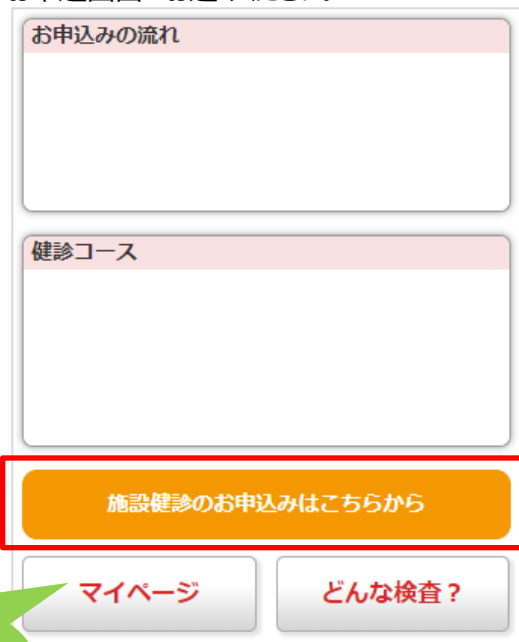 お申込みの流れ
健診コース
施設健診のお申込みはこちらから
マイページ
どんな検査？